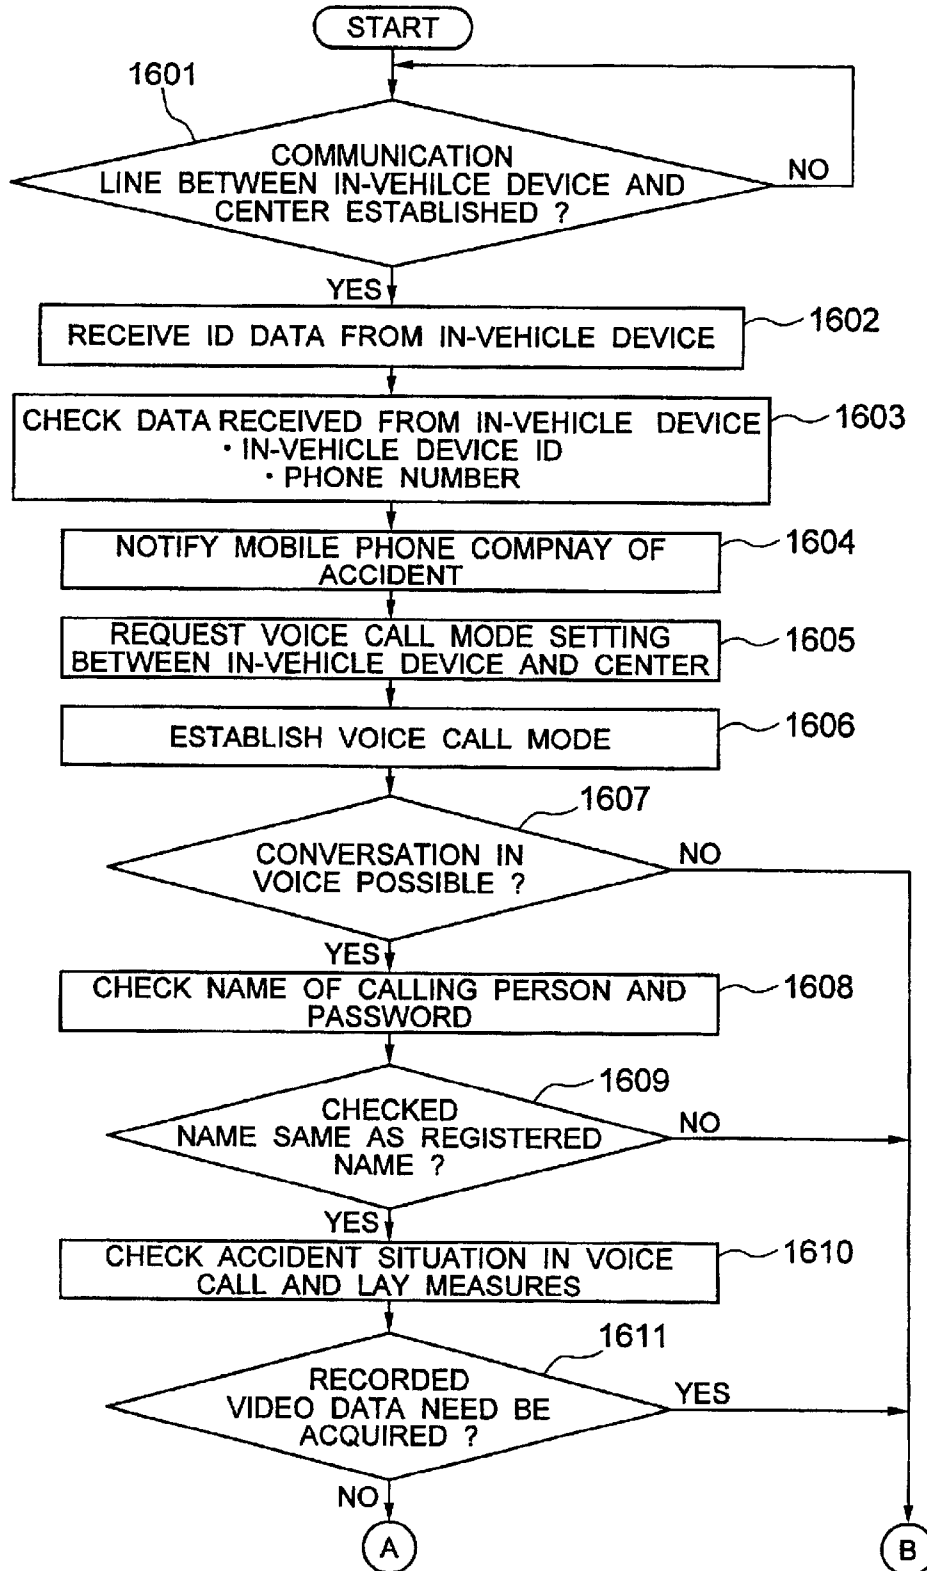 START
1601
COMMUNICATION
LINE BETWEEN IN-VEHILCE DEVICE AND
CENTER ESTABLISHED ?
NO
YES
RECEIVE ID DATA FROM IN-VEHICLE DEVICE
1602
CHECK DATA RECEIVED FROM IN-VEHICLE DEVICE
・IN-VEHICLE DEVICE ID
・PHONE NUMBER
1603
NOTIFY MOBILE PHONE COMPNAY OF
ACCIDENT
1604
REQUEST VOICE CALL MODE SETTING
BETWEEN IN-VEHICLE DEVICE AND CENTER
1605
ESTABLISH VOICE CALL MODE
1606
1607
CONVERSATION IN
VOICE POSSIBLE ?
NO
YES
CHECK NAME OF CALLING PERSON AND
PASSWORD
1608
1609
CHECKED
NAME SAME AS REGISTERED
NAME ?
NO
YES
CHECK ACCIDENT SITUATION IN VOICE
CALL AND LAY MEASURES
1610
1611
RECORDED
VIDEO DATA NEED BE
ACQUIRED ?
YES
NO
A
B